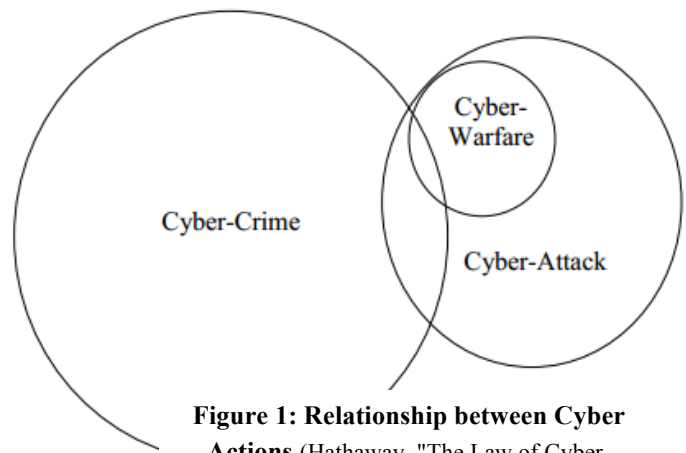 Cyber-
Warfare
Cyber-Crime
Cyber-Attack
Figure 1: Relationship between Cyber
Actions (Hathaway, "The Law of Cyber-